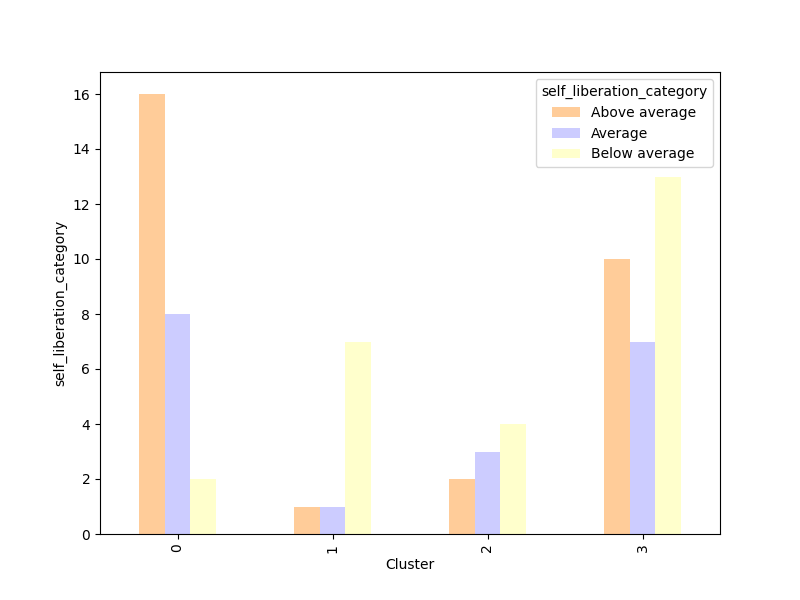 self_liberation_category
Above average
Average
Below average
16
14
12
10
8
6
4
2
0
self_liberation_category
0
1
2
3
Cluster